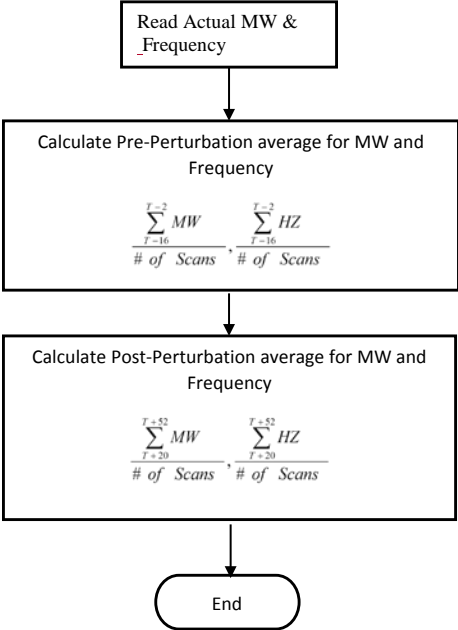 Read Actual MW &
Frequency
Calculate Pre-Perturbation average for MW and
Frequency
T−2 T−2
∑ MW ∑ HZ
T−16 T−16
# of Scans , # of Scans
Calculate Post-Perturbation average for MW and
Frequency
T+52 T+52
∑ MW ∑ HZ
T+20 T+20
# of Scans , # of Scans
End